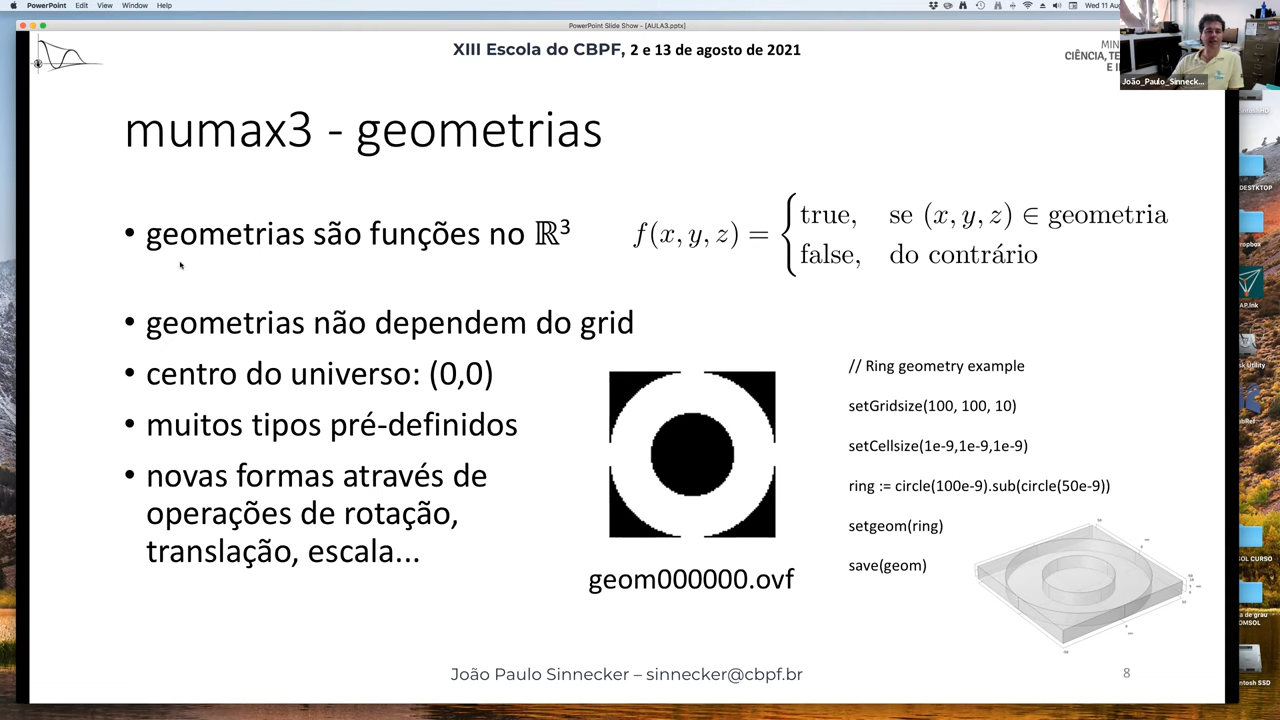 PowerPoint File Edit View Window Help
Wed 11 Aug
PowerPoint Slide Show - [AULA3.pptx]
XIII Escola do CBPF, 2 e 13 de agosto de 2021
CIÊNCIA,
João_Paulo_Sinneck...
mumax3 - geometrias
• geometrias são funções no ℝ³
f(x, y, z) = { true, se (x, y, z) ∈ geometria
false, do contrário
• geometrias não dependem do grid
• centro do universo: (0,0)
• muitos tipos pré-definidos
• novas formas através de
operações de rotação,
translação, escala...
geom000000.ovf
// Ring geometry example
setGridsize(100, 100, 10)
setCellsize(1e-9,1e-9,1e-9)
ring := circle(100e-9).sub(circle(50e-9))
setgeom(ring)
save(geom)
João Paulo Sinnecker – sinnecker@cbpf.br
8